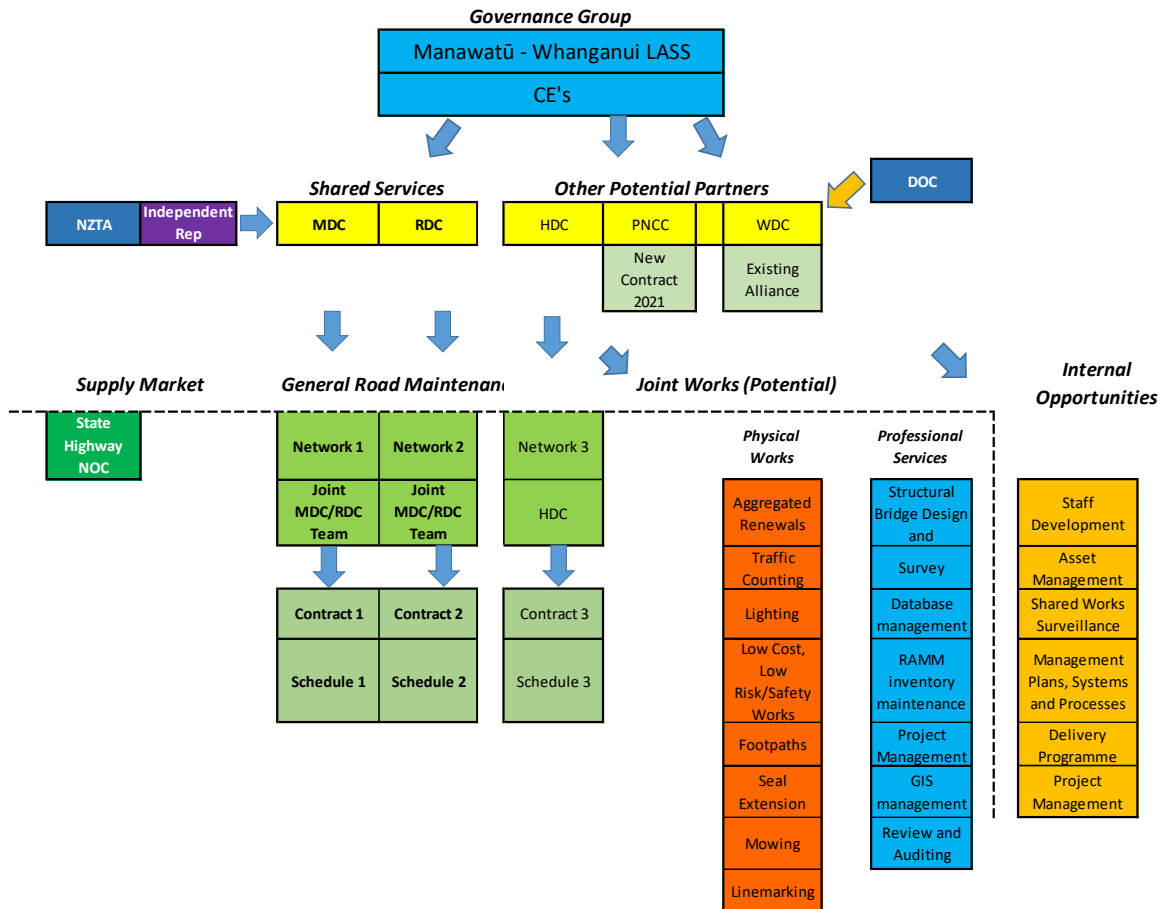 Governance Group
Manawatū - Whanganui LASS
CE's
DOC
Shared Services
Other Potential Partners
NZTA
Independent
Rep
MDC
RDC
HDC
PNCC
WDC
New
Contract
2021
Existing
Alliance
Supply Market
General Road Maintenanc
Joint Works (Potential)
Internal
Opportunities
State
Highway
NOC
Network 1
Network 2
Network 3
Joint
MDC/RDC
Team
Joint
MDC/RDC
Team
HDC
Contract 1
Contract 2
Contract 3
Schedule 1
Schedule 2
Schedule 3
Physical
Works
Aggregated
Renewals
Traffic
Counting
Lighting
Low Cost,
Low
Risk/Safety
Works
Footpaths
Seal
Extension
Mowing
Linemarking
Professional
Services
Structural
Bridge Design
and
Survey
Database
management
RAMM
inventory
maintenance
Project
Management
GIS
management
Review and
Auditing
Staff
Development
Asset
Management
Shared Works
Surveillance
Management
Plans, Systems
and Processes
Delivery
Programme
Project
Management